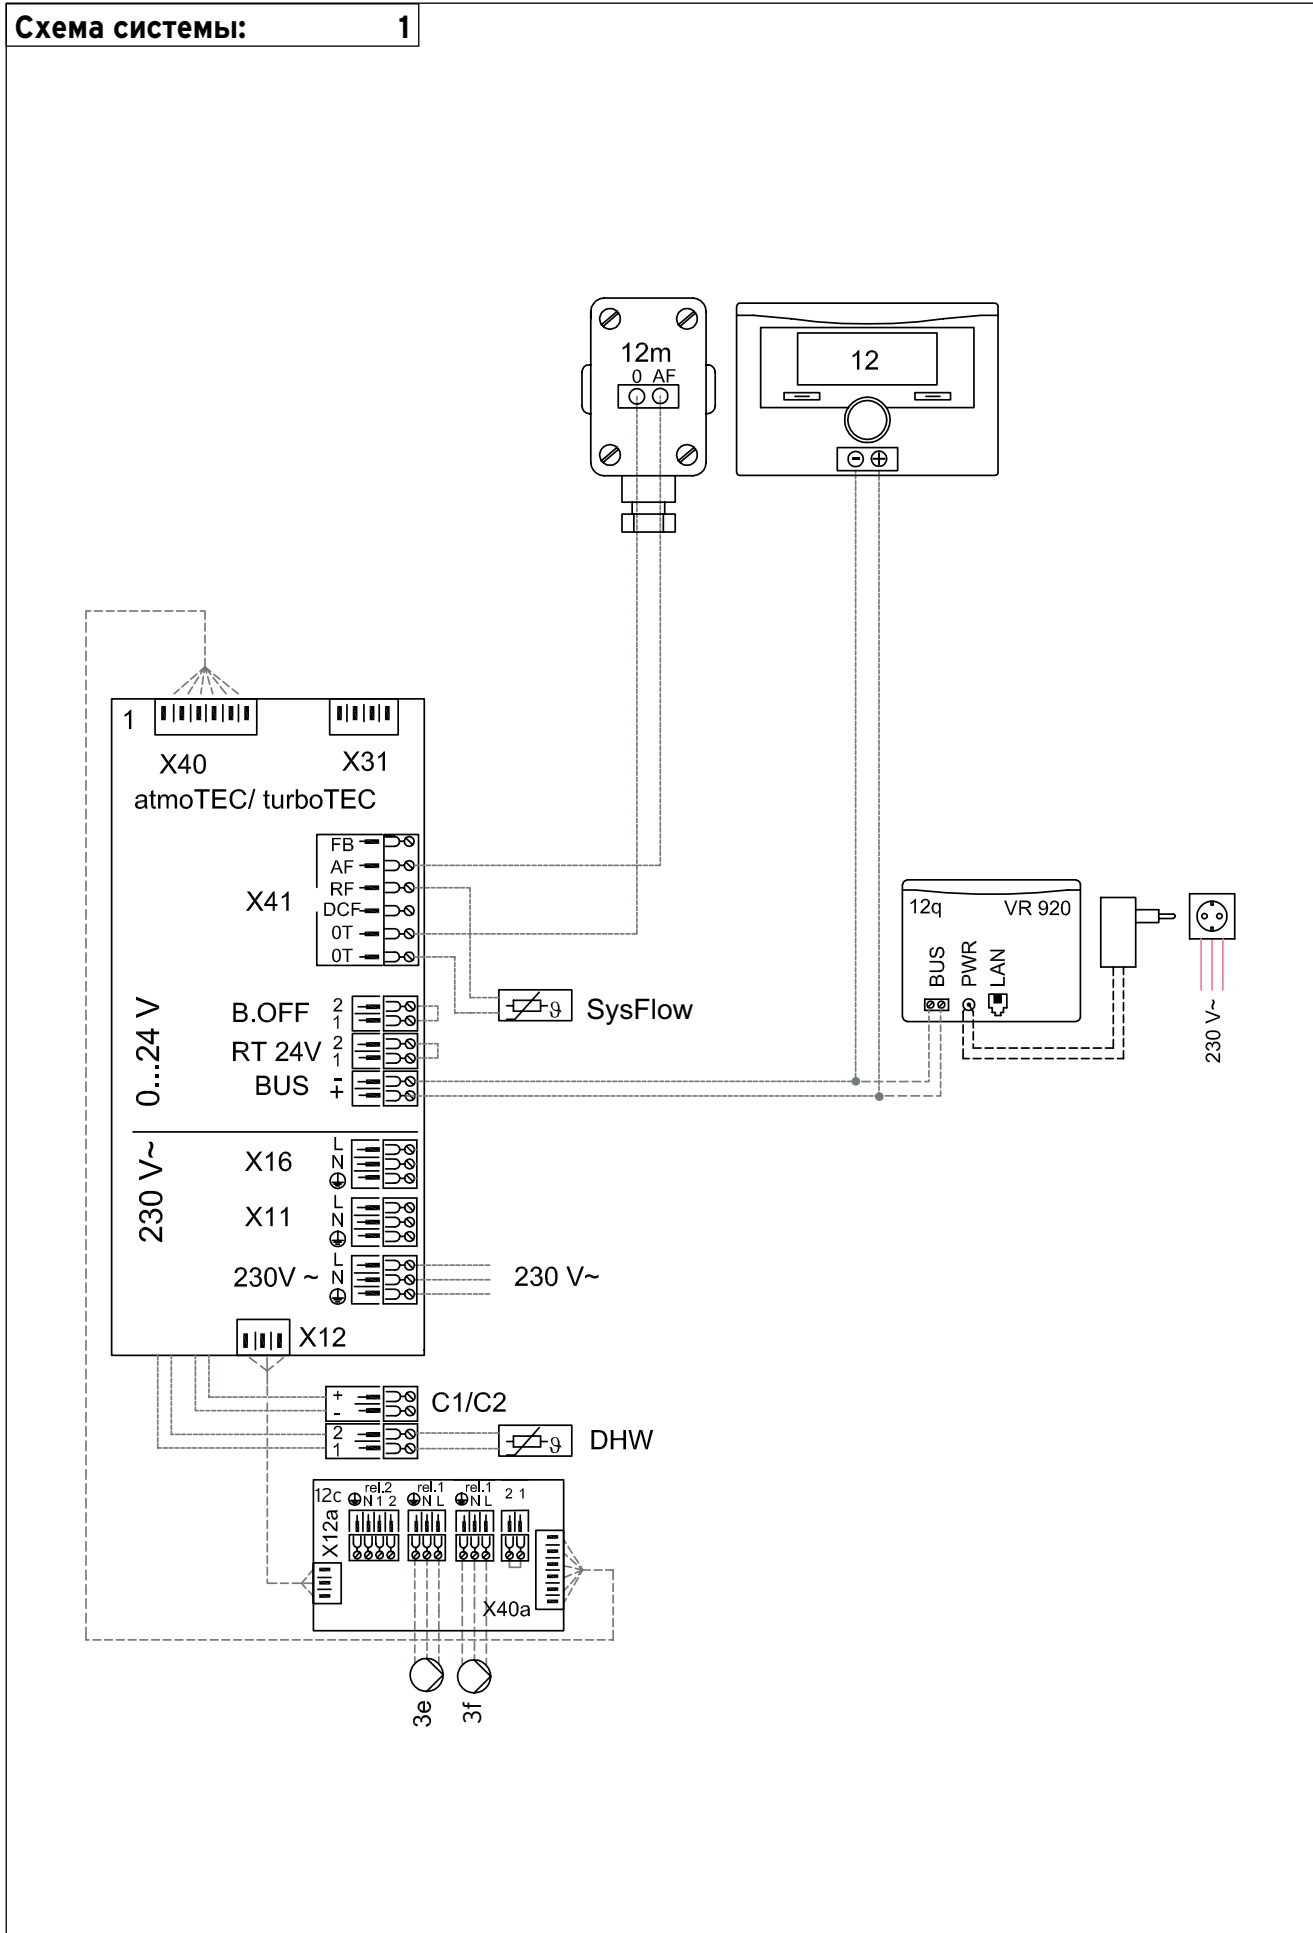 Схема системы: 1
12m
0 AF
12
1
X40
X31
atmoTEC/ turboTEC
X41
FB
AF
RF
DCF
0T
0T
12q
VR 920
BUS
PWR
LAN
230 V~
SysFlow
0...24 V
B.OFF
2
1
RT 24V
2
1
BUS
-
+
230 V~
X16
L
N
X11
L
N
230V ~
L
N
230 V~
X12
+
-
C1/C2
2
1
DHW
12c
rel.2
N 1 2
rel.1
N L
rel.1
N L
2 1
X12a
X40a
3e
3f